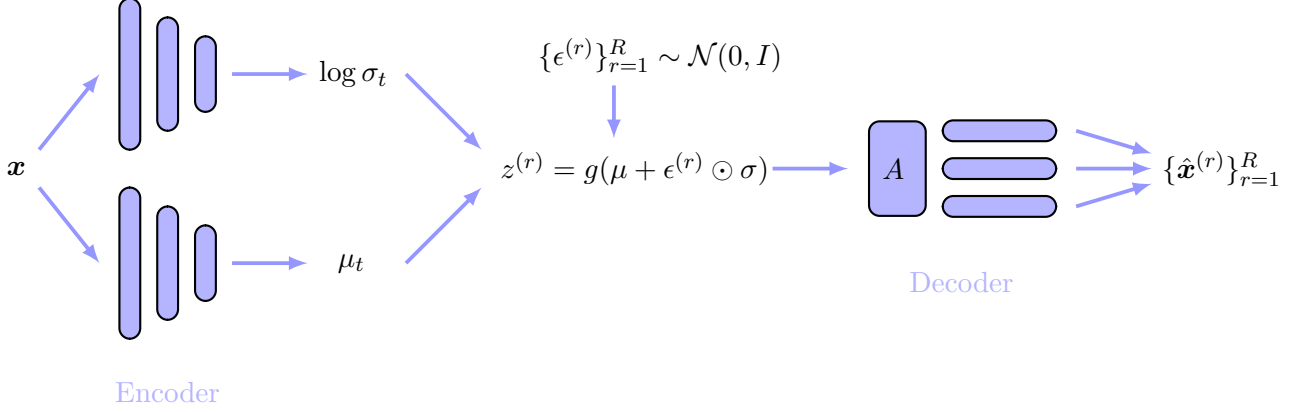 𝒙
log σ_t
μ_t
Encoder
{ϵ^{(r)}}_{r=1}^R ∼ 𝒩(0, I)
z^{(r)} = g(μ + ϵ^{(r)} ⊙ σ)
A
Decoder
{𝒙̂^{(r)}}_{r=1}^R